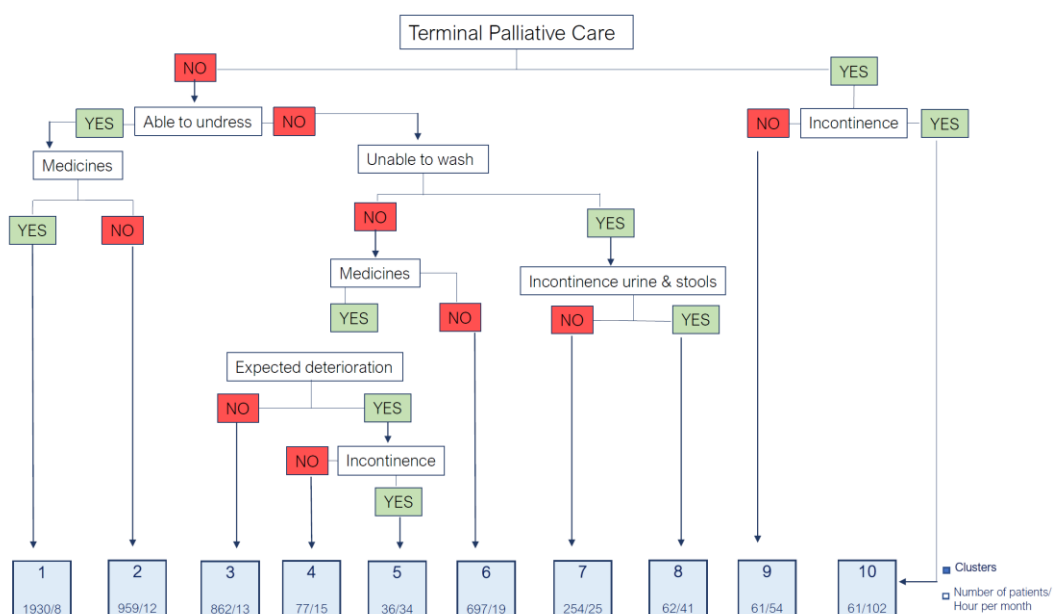 Terminal Palliative Care
NO
YES
YES
Able to undress
NO
NO
Incontinence
YES
Medicines
Unable to wash
YES
NO
NO
YES
Medicines
Incontinence urine & stools
YES
NO
NO
YES
Expected deterioration
NO
YES
NO
Incontinence
YES
1
2
3
4
5
6
7
8
9
10
1930/8
959/12
862/13
77/15
36/34
697/19
254/25
62/41
61/54
61/102
Clusters
Number of patients/
Hour per month